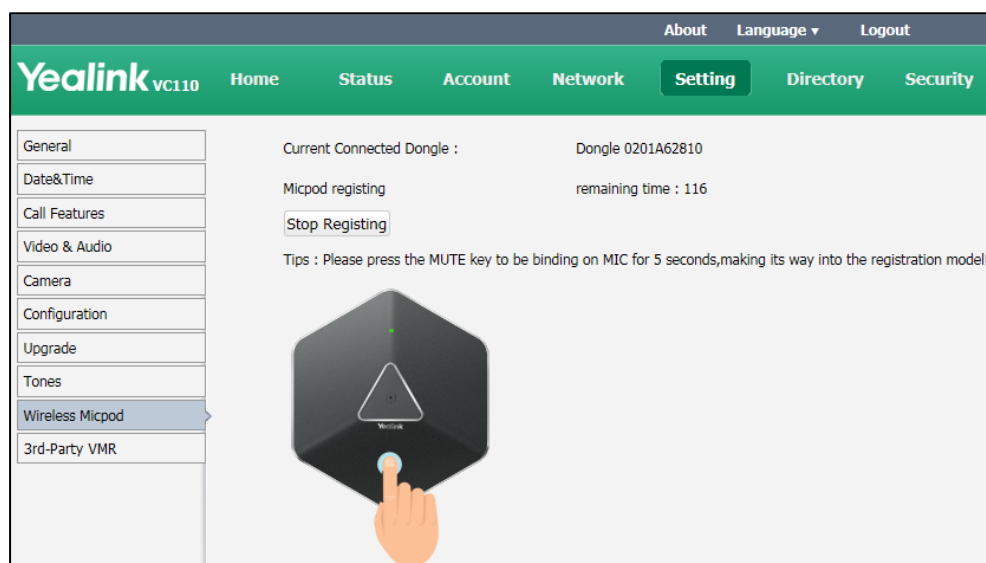 About Language ▾ Logout
Yealink VC110 Home Status Account Network Setting Directory Security
General
Date&Time
Call Features
Video & Audio
Camera
Configuration
Upgrade
Tones
Wireless Micpod
3rd-Party VMR
Current Connected Dongle : Dongle 0201A62810
Micpod registing remaining time : 116
Stop Registing
Tips : Please press the MUTE key to be binding on MIC for 5 seconds,making its way into the registration model!
Yealink